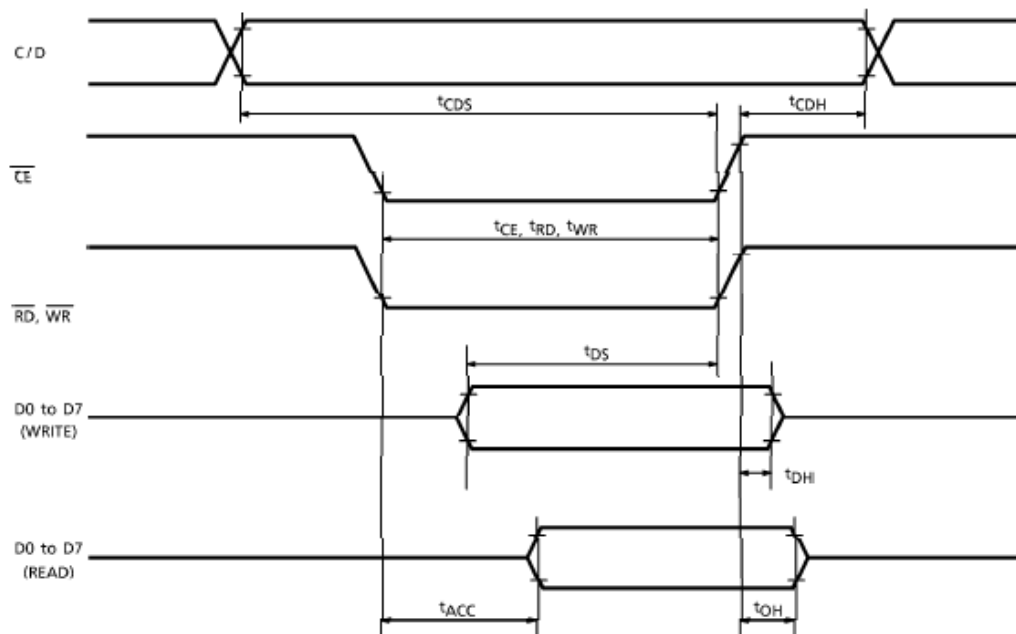 C/D
tCDS
tCDH
CE
tCE, tRD, tWR
RD, WR
tDS
D0 to D7
(WRITE)
tDHI
D0 to D7
(READ)
tACC
tOH